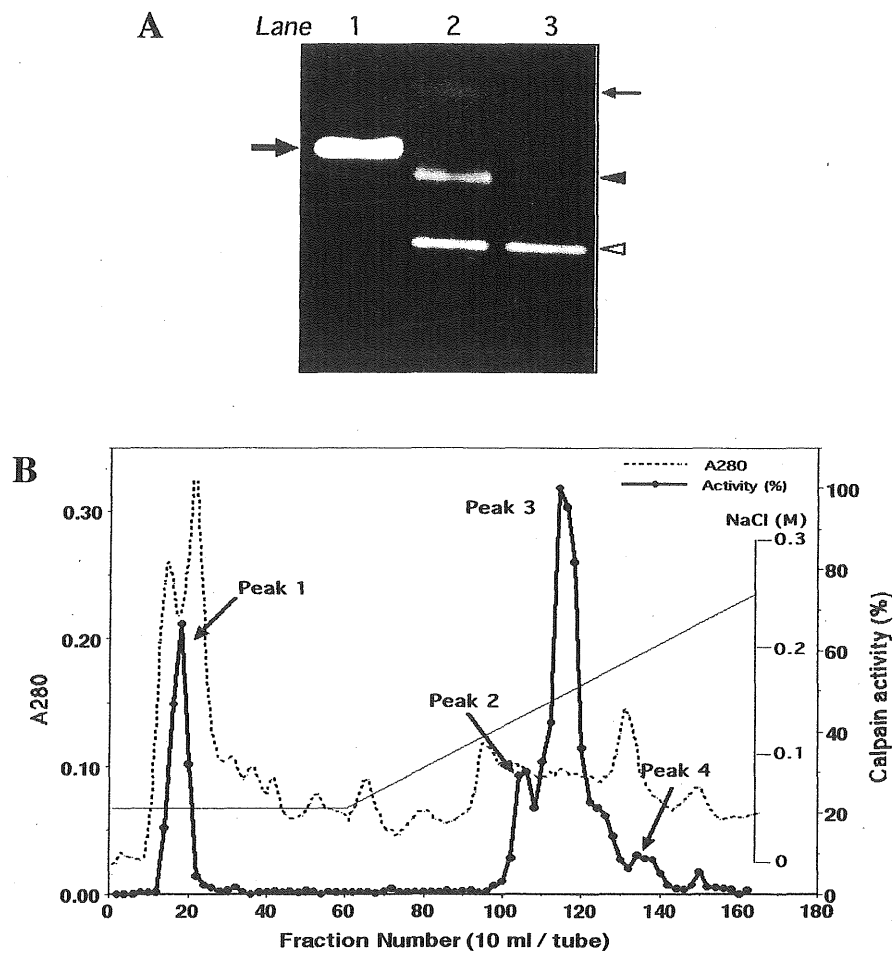 A
Lane 1 2 3
B
A280
Activity (%)
NaCl (M)
0.3
0.2
0.1
0
Peak 1
Peak 2
Peak 3
Peak 4
A280
0.30
0.20
0.10
0.00
Calpain activity (%)
100
80
60
40
20
0
0 20 40 60 80 100 120 140 160 180
Fraction Number (10 ml / tube)